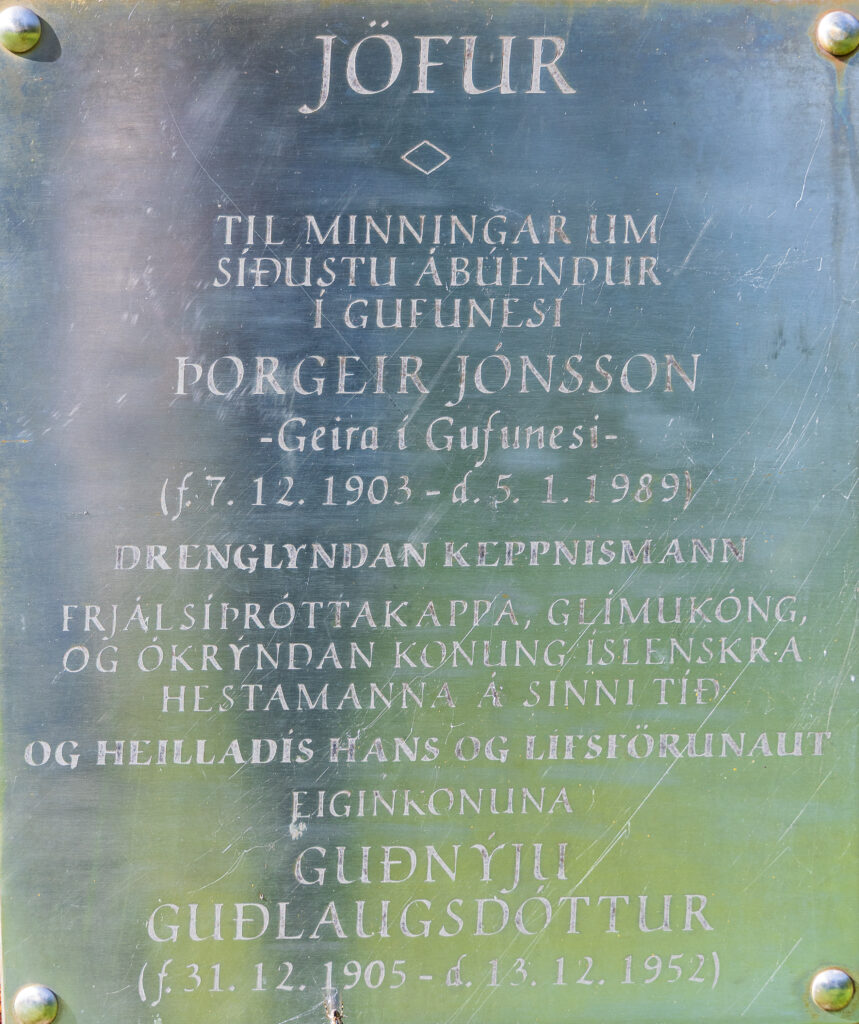 JÖFUR
TIL MINNINGAR UM
SÍÐUSTU ÁBÚENDUR
Í GUFUNESI
ÞORGEIR JÓNSSON
-Geira í Gufunesi-
(f. 7. 12. 1903 - d. 5. 1. 1989)
DRENGLYNDAN KEPPNISMANN
FRJÁLSÍÞRÓTTAKAPPA, GLÍMUKÓNG,
OG ÓKRÝNDAN KONUNG ÍSLENSKRA
HESTAMANNA Á SINNI TÍÐ
OG HEILLADÍS HANS OG LIFSFÖRUNAUT
EIGINKONUNA
GUÐNÝJU
GUÐLAUGSDÓTTUR
(f. 31. 12. 1905 - d. 13. 12. 1952)